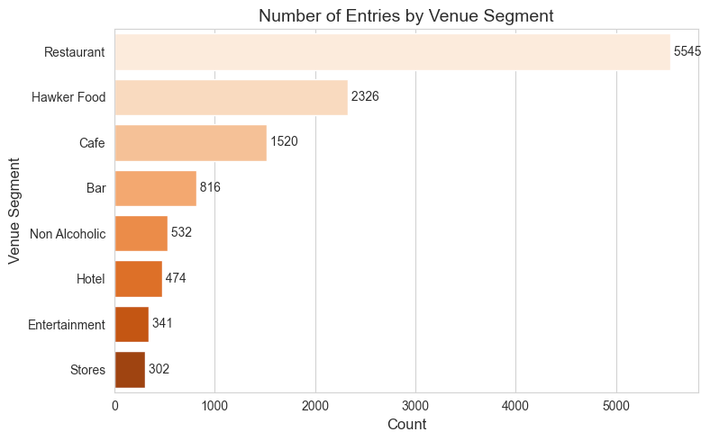 Number of Entries by Venue Segment
Venue Segment
Restaurant 5545
Hawker Food 2326
Cafe 1520
Bar 816
Non Alcoholic 532
Hotel 474
Entertainment 341
Stores 302
0 1000 2000 3000 4000 5000
Count